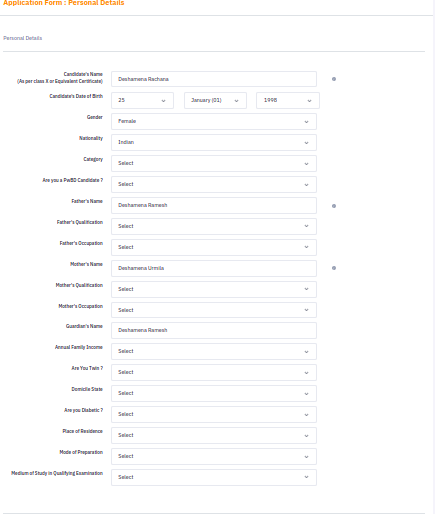 Application Form : Personal Details
Personal Details
Candidate's Name
(As per class X or Equivalent Certificate)
Deshamena Rachana
Candidate's Date of Birth
25 January (01) 1998
Gender Female
Nationality Indian
Category Select
Are you a PwBD Candidate ? Select
Father's Name Deshamena Ramesh
Father's Qualification Select
Father's Occupation Select
Mother's Name Deshamena Urmila
Mother's Qualification Select
Mother's Occupation Select
Guardian's Name Deshamena Ramesh
Annual Family Income Select
Are You Twin ? Select
Domicile State Select
Are you Diabetic ? Select
Place of Residence Select
Mode of Preparation Select
Medium of Study in Qualifying Examination Select